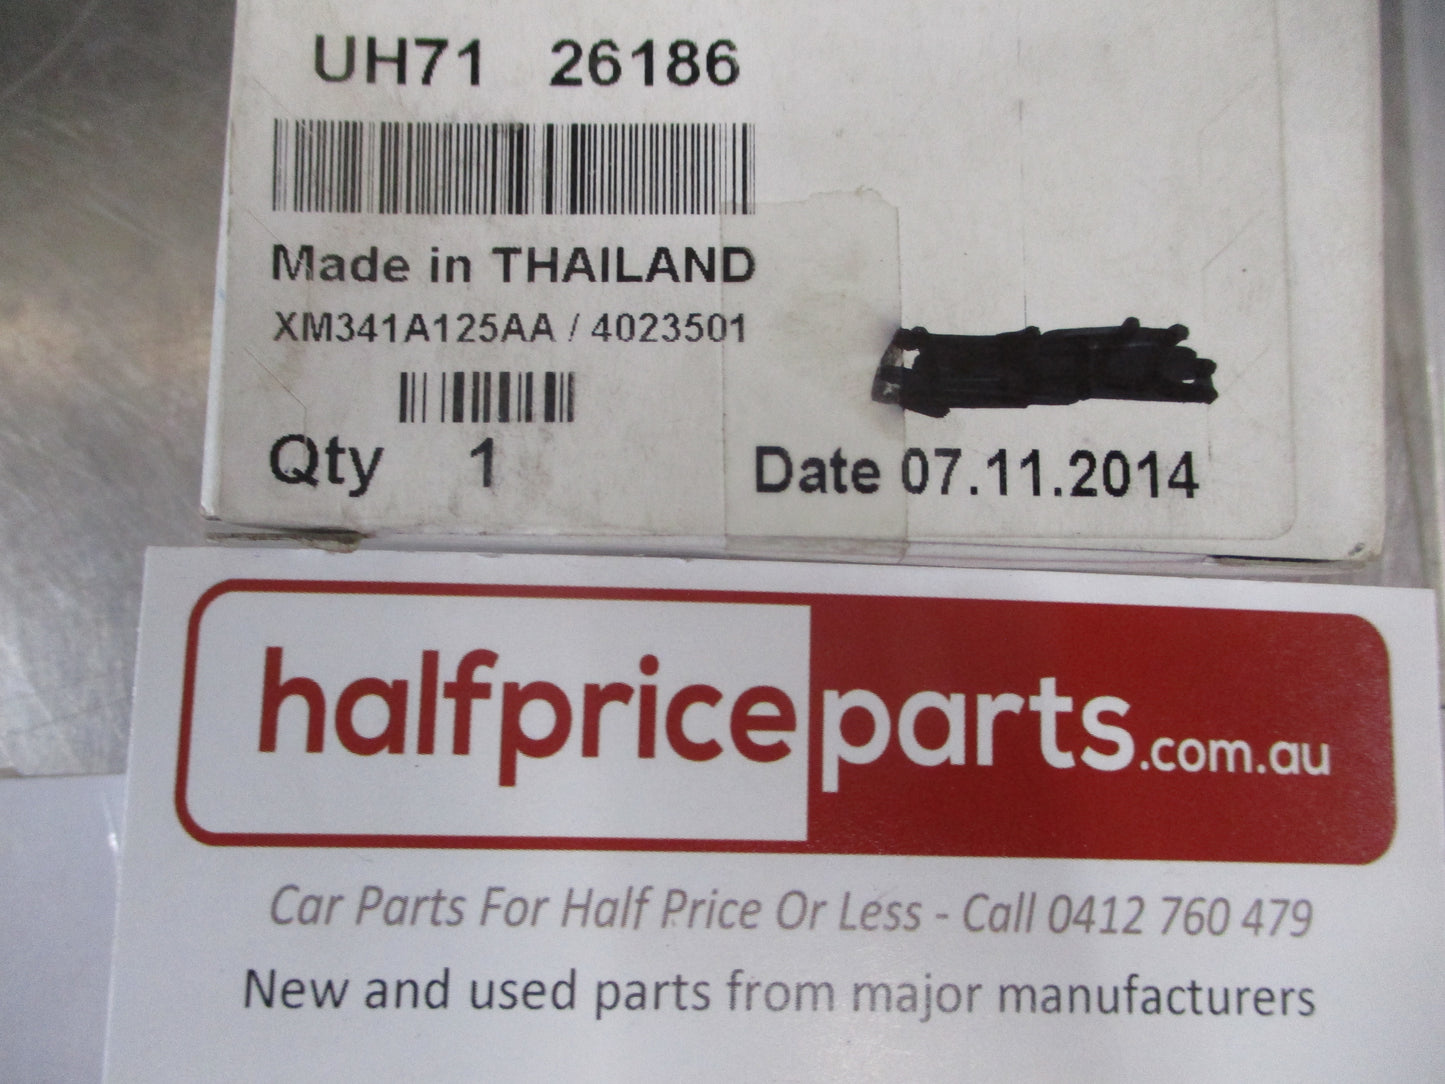 UH71 26186
Made in THAILAND
XM341A125AA / 4023501
Qty 1
Date 07.11.2014
halfpriceparts.com.au
Car Parts For Half Price Or Less - Call 0412 760 479
New and used parts from major manufacturers